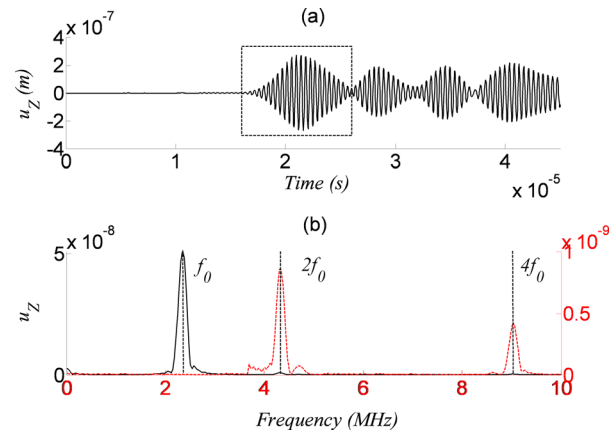 (a)
× 10^-7
4
2
0
-2
-4
u_Z (m)
0 1 2 3 4
Time (s)
× 10^-5
(b)
× 10^-8
× 10^-9
5
0
u_Z
1
0.5
0
f_0
2f_0
4f_0
0 2 4 6 8 10
Frequency (MHz)